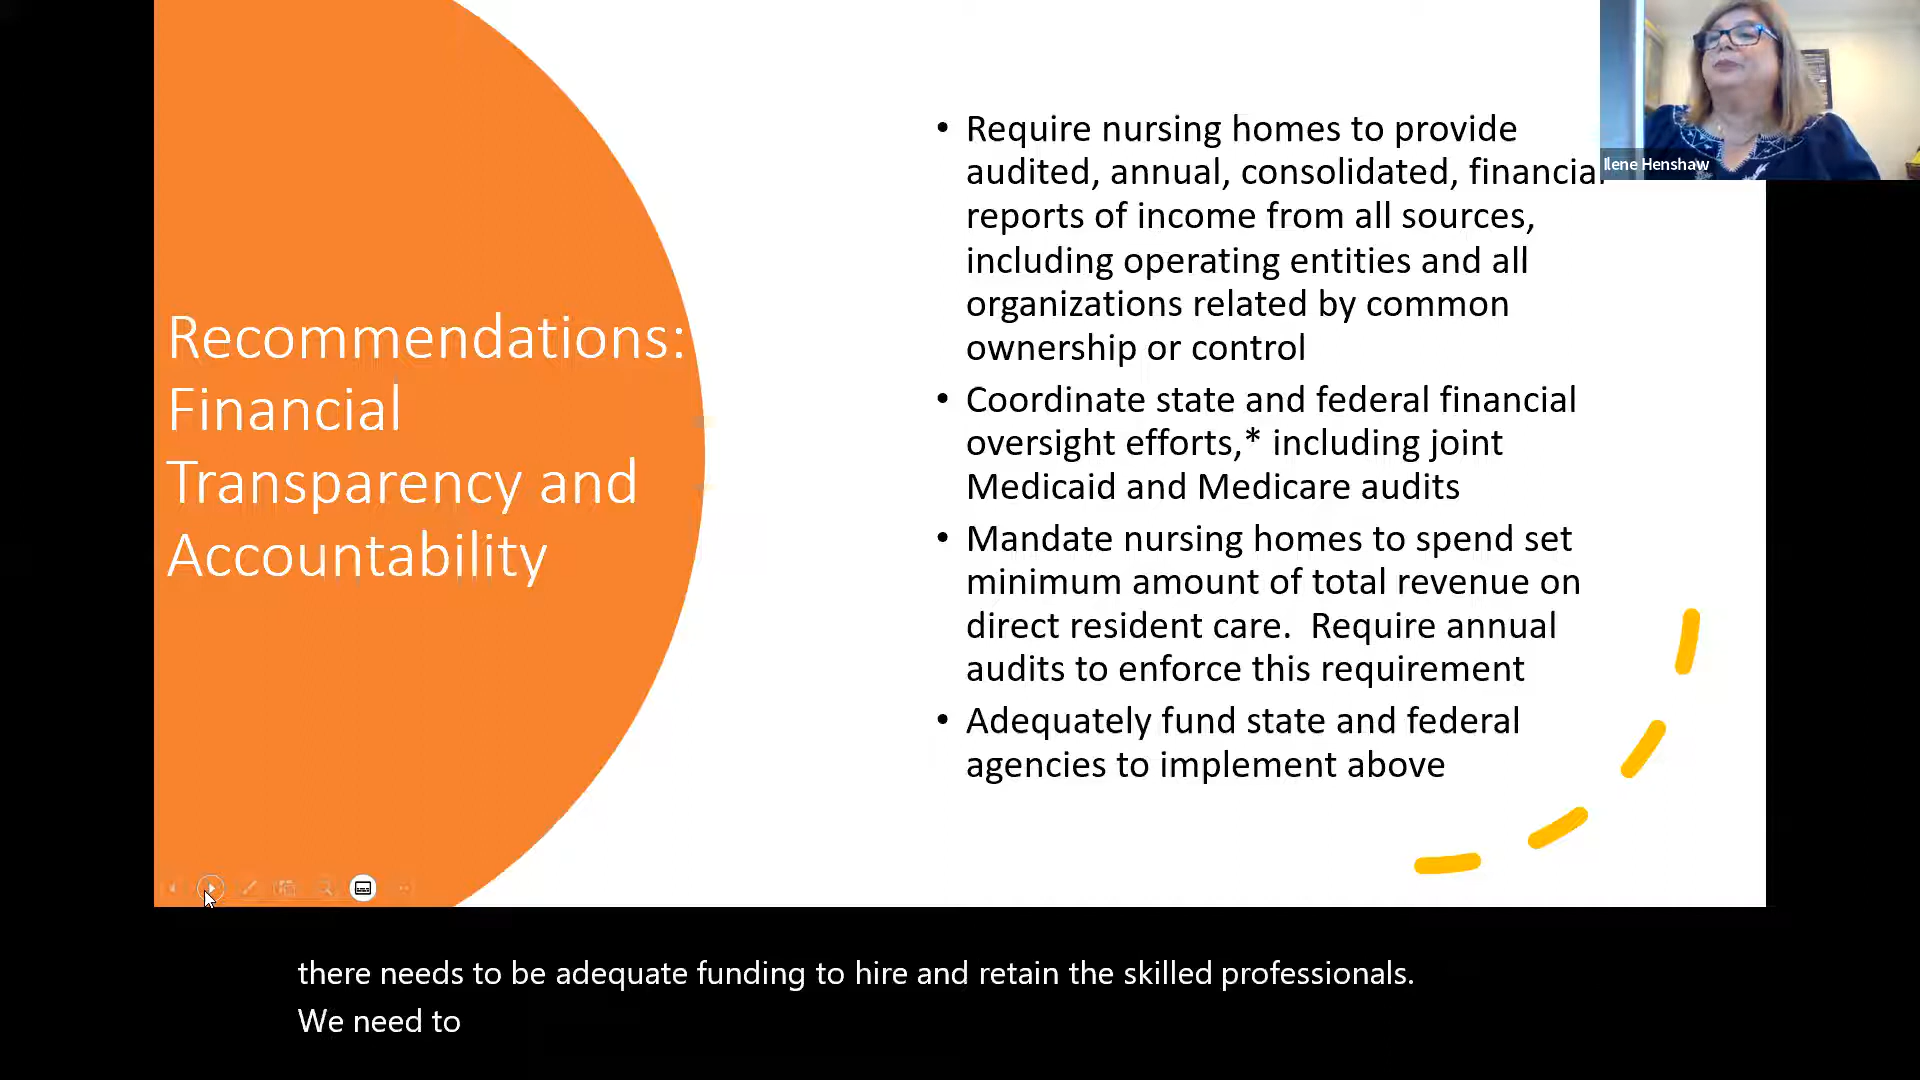 Recommendations:
Financial
Transparency and
Accountability
• Require nursing homes to provide
audited, annual, consolidated, financial
reports of income from all sources,
including operating entities and all
organizations related by common
ownership or control
• Coordinate state and federal financial
oversight efforts,* including joint
Medicaid and Medicare audits
• Mandate nursing homes to spend set
minimum amount of total revenue on
direct resident care.  Require annual
audits to enforce this requirement
• Adequately fund state and federal
agencies to implement above
Ilene Henshaw
there needs to be adequate funding to hire and retain the skilled professionals.
We need to